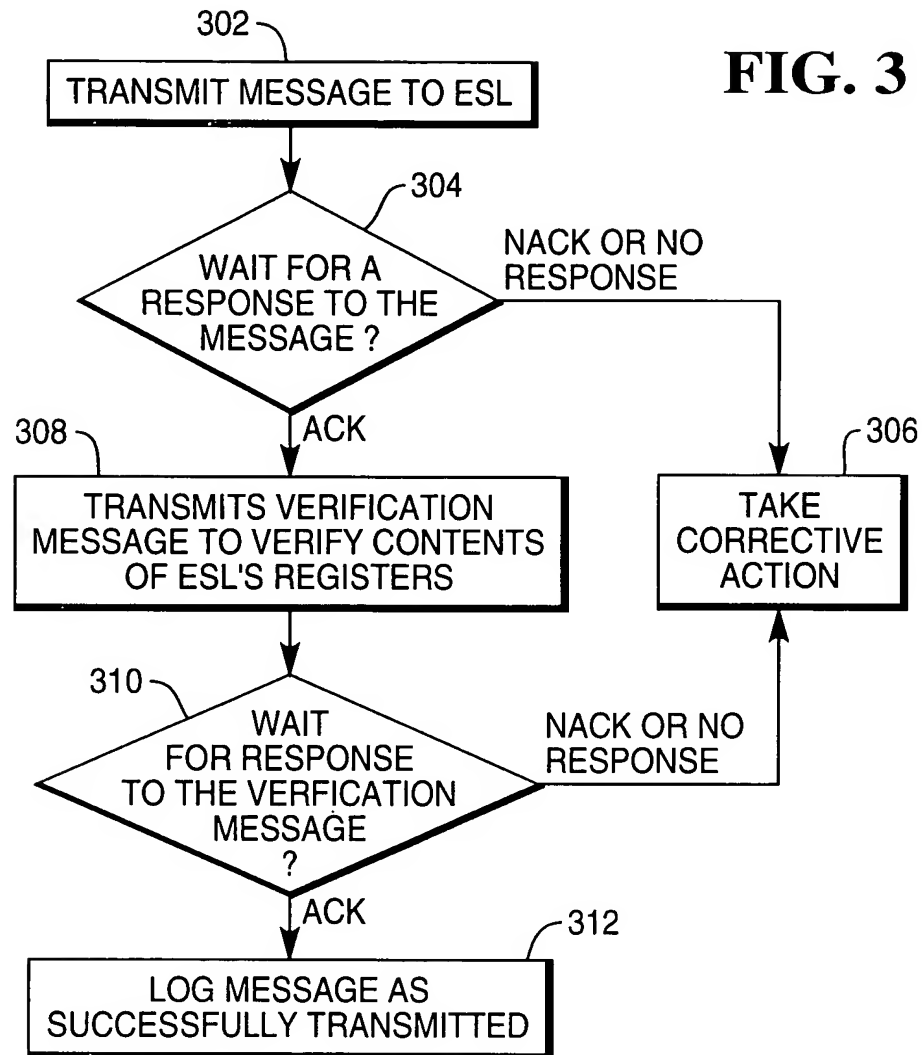 302
FIG. 3
TRANSMIT MESSAGE TO ESL
304
WAIT FOR A
RESPONSE TO THE
MESSAGE ?
NACK OR NO
RESPONSE
ACK
308
306
TRANSMITS VERIFICATION
MESSAGE TO VERIFY CONTENTS
OF ESL'S REGISTERS
TAKE
CORRECTIVE
ACTION
310
WAIT
FOR RESPONSE
TO THE VERFICATION
MESSAGE
?
NACK OR NO
RESPONSE
ACK
312
LOG MESSAGE AS
SUCCESSFULLY TRANSMITTED